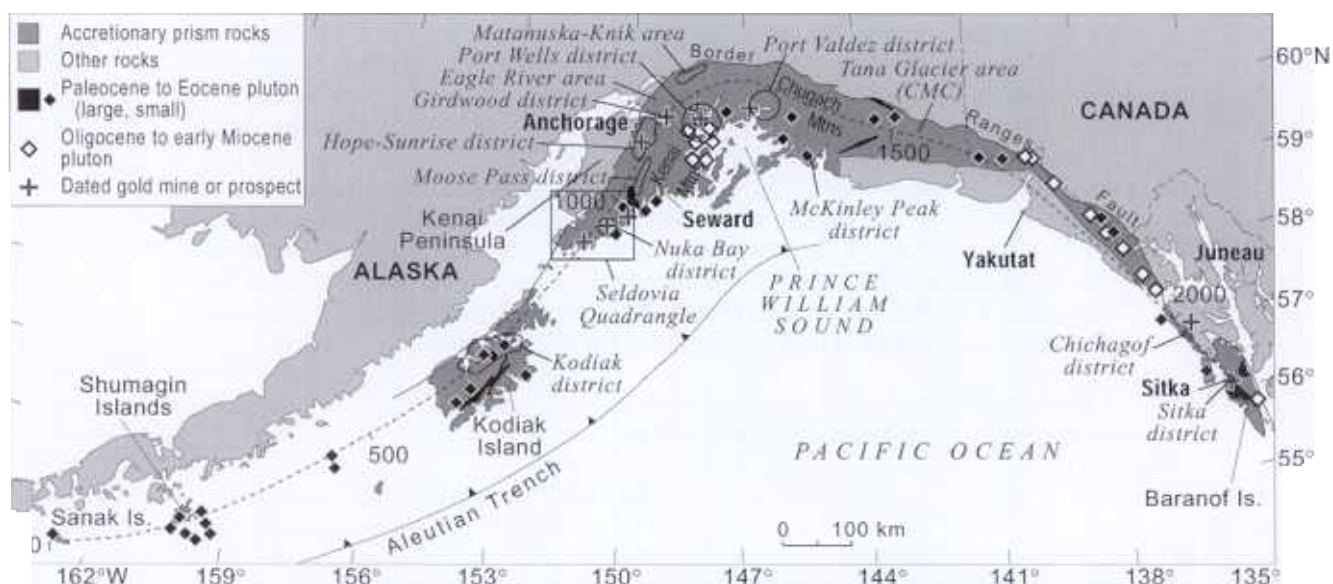 Accretionary prism rocks
Other rocks
Paleocene to Eocene pluton
(large, small)
Oligocene to early Miocene
pluton
Dated gold mine or prospect
Matanuska-Knik area
Port Wells district
Eagle River area
Girdwood district
Anchorage
Hope-Sunrise district
Moose Pass district
1000
Kenai
Peninsula
ALASKA
Border
Ranges
Fault
Port Valdez district
Tana Glacier area
(CMC)
Chugach
Mtns
Kenai
Mtns
1500
CANADA
60°N
59°
58°
57°
56°
55°
Seward
McKinley Peak
district
Nuka Bay
district
Seldovia
Quadrangle
PRINCE
WILLIAM
SOUND
Yakutat
Juneau
2000
Chichagof
district
Sitka
Sitka
district
Baranof Is.
Kodiak
district
Kodiak
Island
Shumagin
Islands
500
Sanak Is.
0
Aleutian Trench
PACIFIC OCEAN
0 100 km
162°W 159° 156 153° 150° 147° 144° 141° 138° 135°